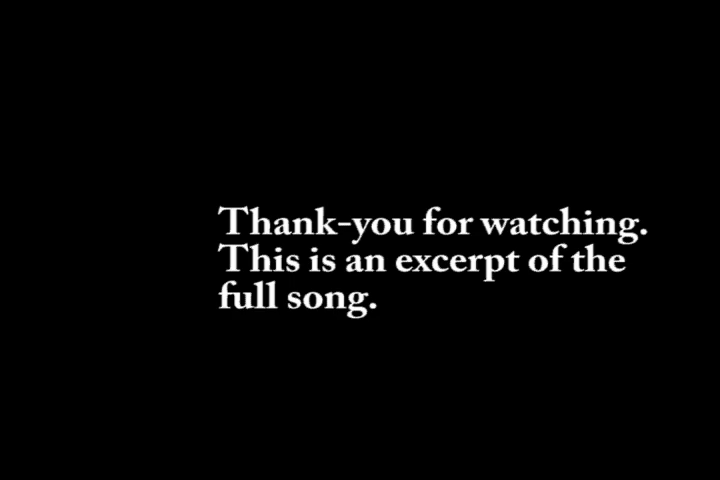 Thank-you for watching.
This is an excerpt of the
full song.